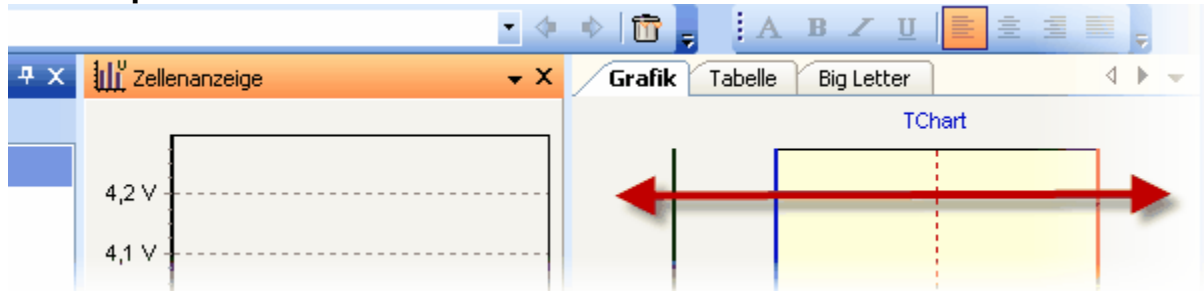 A B I U
Zellenanzeige
Grafik Tabelle Big Letter
TChart
4,2 V
4,1 V